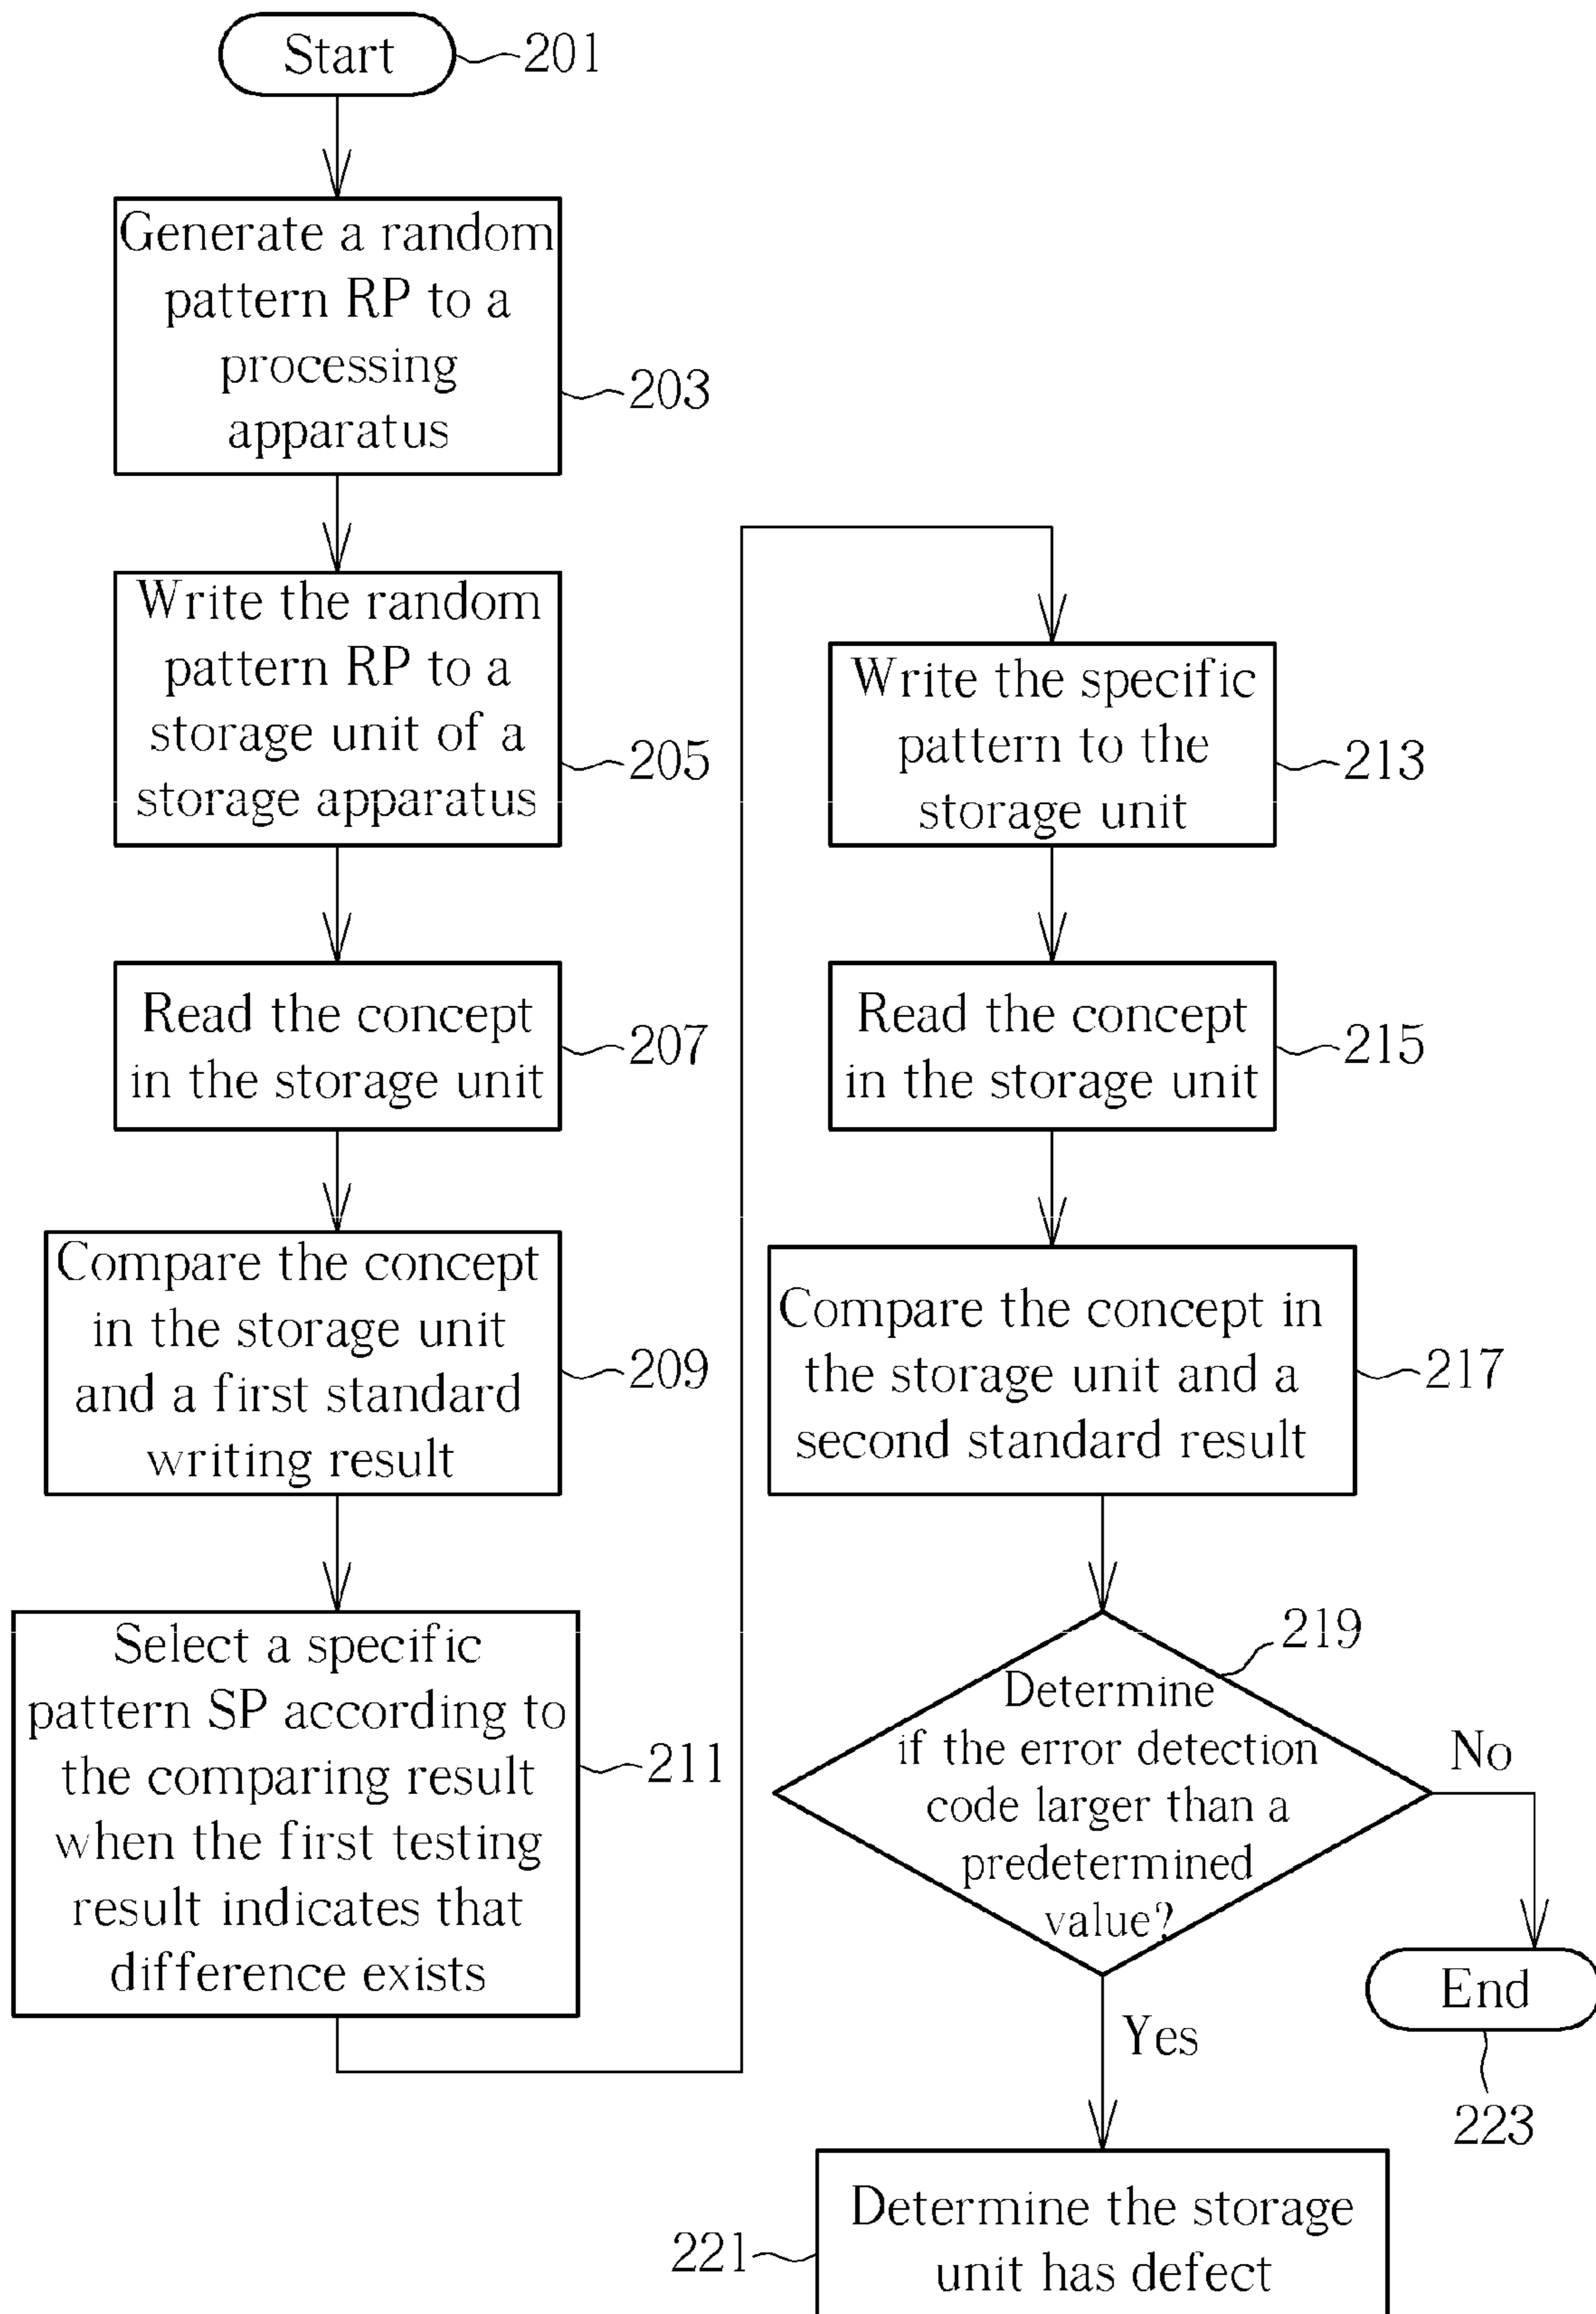 Start
201
Generate a random
pattern RP to a
processing
apparatus
203
Write the random
pattern RP to a
storage unit of a
storage apparatus
205
Read the concept
in the storage unit
207
Compare the concept
in the storage unit
and a first standard
writing result
209
Select a specific
pattern SP according to
the comparing result
when the first testing
result indicates that
difference exists
211
Write the specific
pattern to the
storage unit
213
Read the concept
in the storage unit
215
Compare the concept in
the storage unit and a
second standard result
217
219
Determine
if the error detection
code larger than a
predetermined
value?
No
End
223
Yes
Determine the storage
unit has defect
221